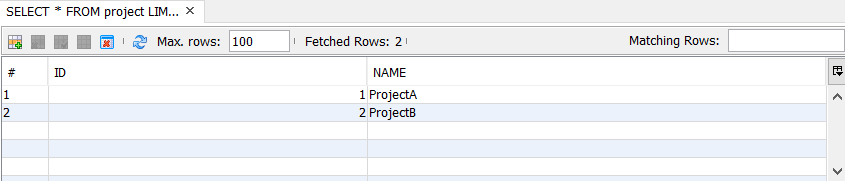 SELECT * FROM project LIM... ×
Max. rows: 100 Fetched Rows: 2 Matching Rows:
# ID NAME
1 1 ProjectA
2 2 ProjectB